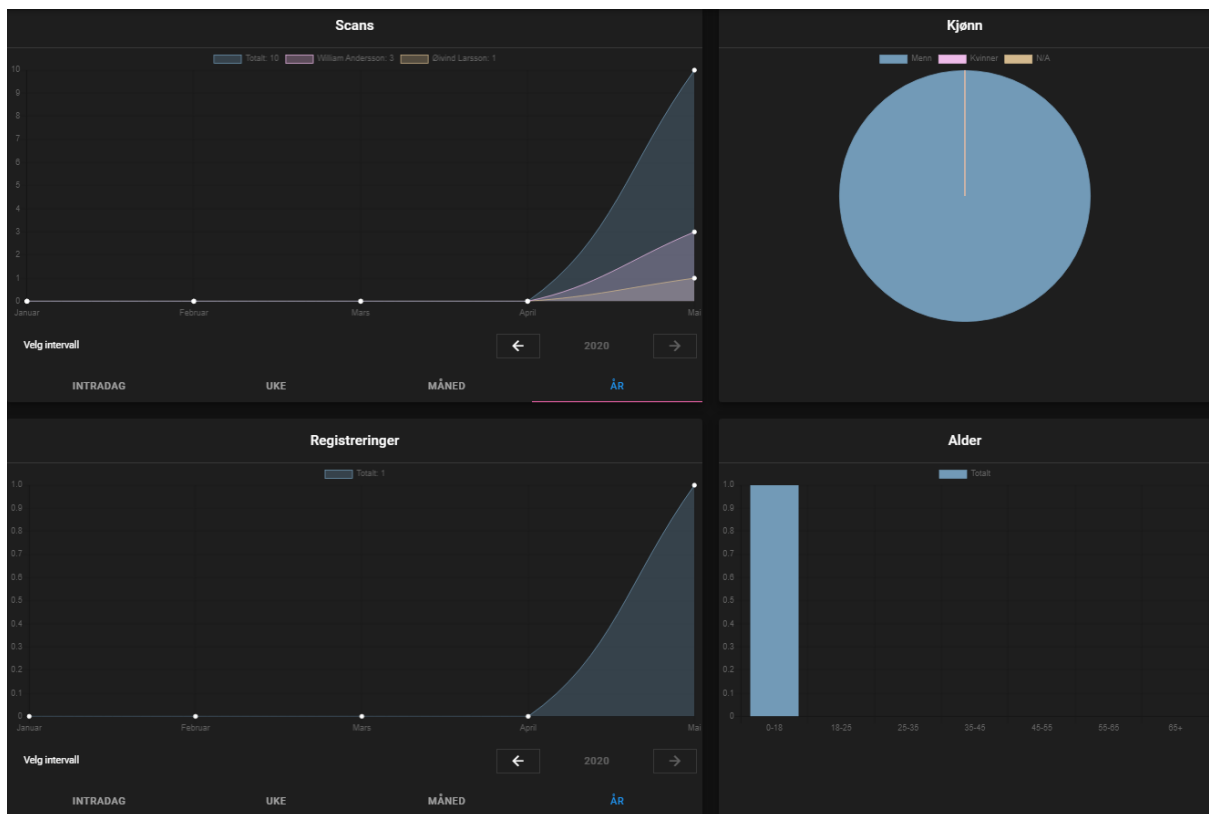 Scans
Totalt: 10 William Andersson: 3 Øivind Larsson: 1
10
9
8
7
6
5
4
3
2
1
0
Januar Februar Mars April Mai
Velg intervall 2020
INTRADAG UKE MÅNED ÅR
Kjønn
Menn Kvinner N/A
Registreringer
Totalt: 1
1.0
0.9
0.8
0.7
0.6
0.5
0.4
0.3
0.2
0.1
0
Januar Februar Mars April Mai
Velg intervall 2020
INTRADAG UKE MÅNED ÅR
Alder
Totalt
1.0
0.9
0.8
0.7
0.6
0.5
0.4
0.3
0.2
0.1
0
0-18 18-25 25-35 35-45 45-55 55-65 65+